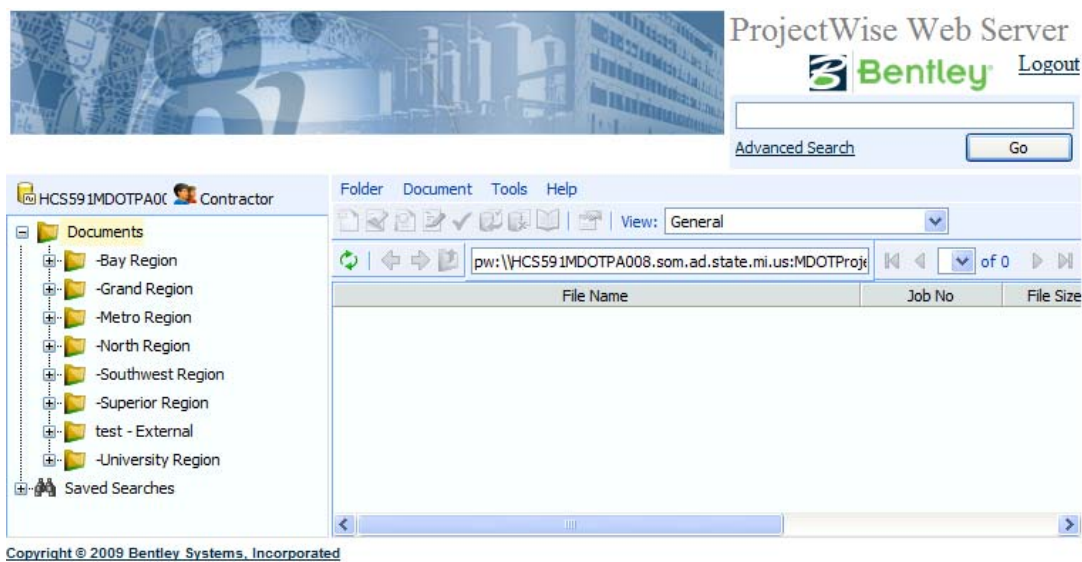 V8i
ProjectWise Web Server
Bentley
Logout
Advanced Search
Go
HCS591MDOTPA00 Contractor
Documents
-Bay Region
-Grand Region
-Metro Region
-North Region
-Southwest Region
-Superior Region
test - External
-University Region
Saved Searches
Folder Document Tools Help
View: General
pw:\\HCS591MDOTPA008.som.ad.state.mi.us:MDOTProje
of 0
File Name Job No File Size
Copyright © 2009 Bentley Systems, Incorporated